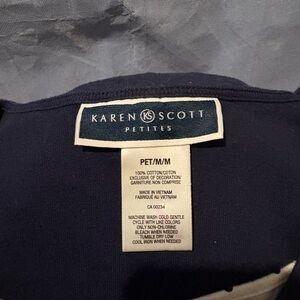 KAREN KS SCOTT
PETITES
PET/M/M
100% COTTON/COTON
EXCLUSIVE OF DECORATION/
GARNITURE NON COMPRISE
MADE IN VIETNAM
FABRIQUÉ AU VIETNAM
CA 00234
MACHINE WASH COLD GENTLE
CYCLE WITH LIKE COLORS
ONLY NON-CHLORINE
BLEACH WHEN NEEDED
TUMBLE DRY LOW
COOL IRON WHEN NEEDED